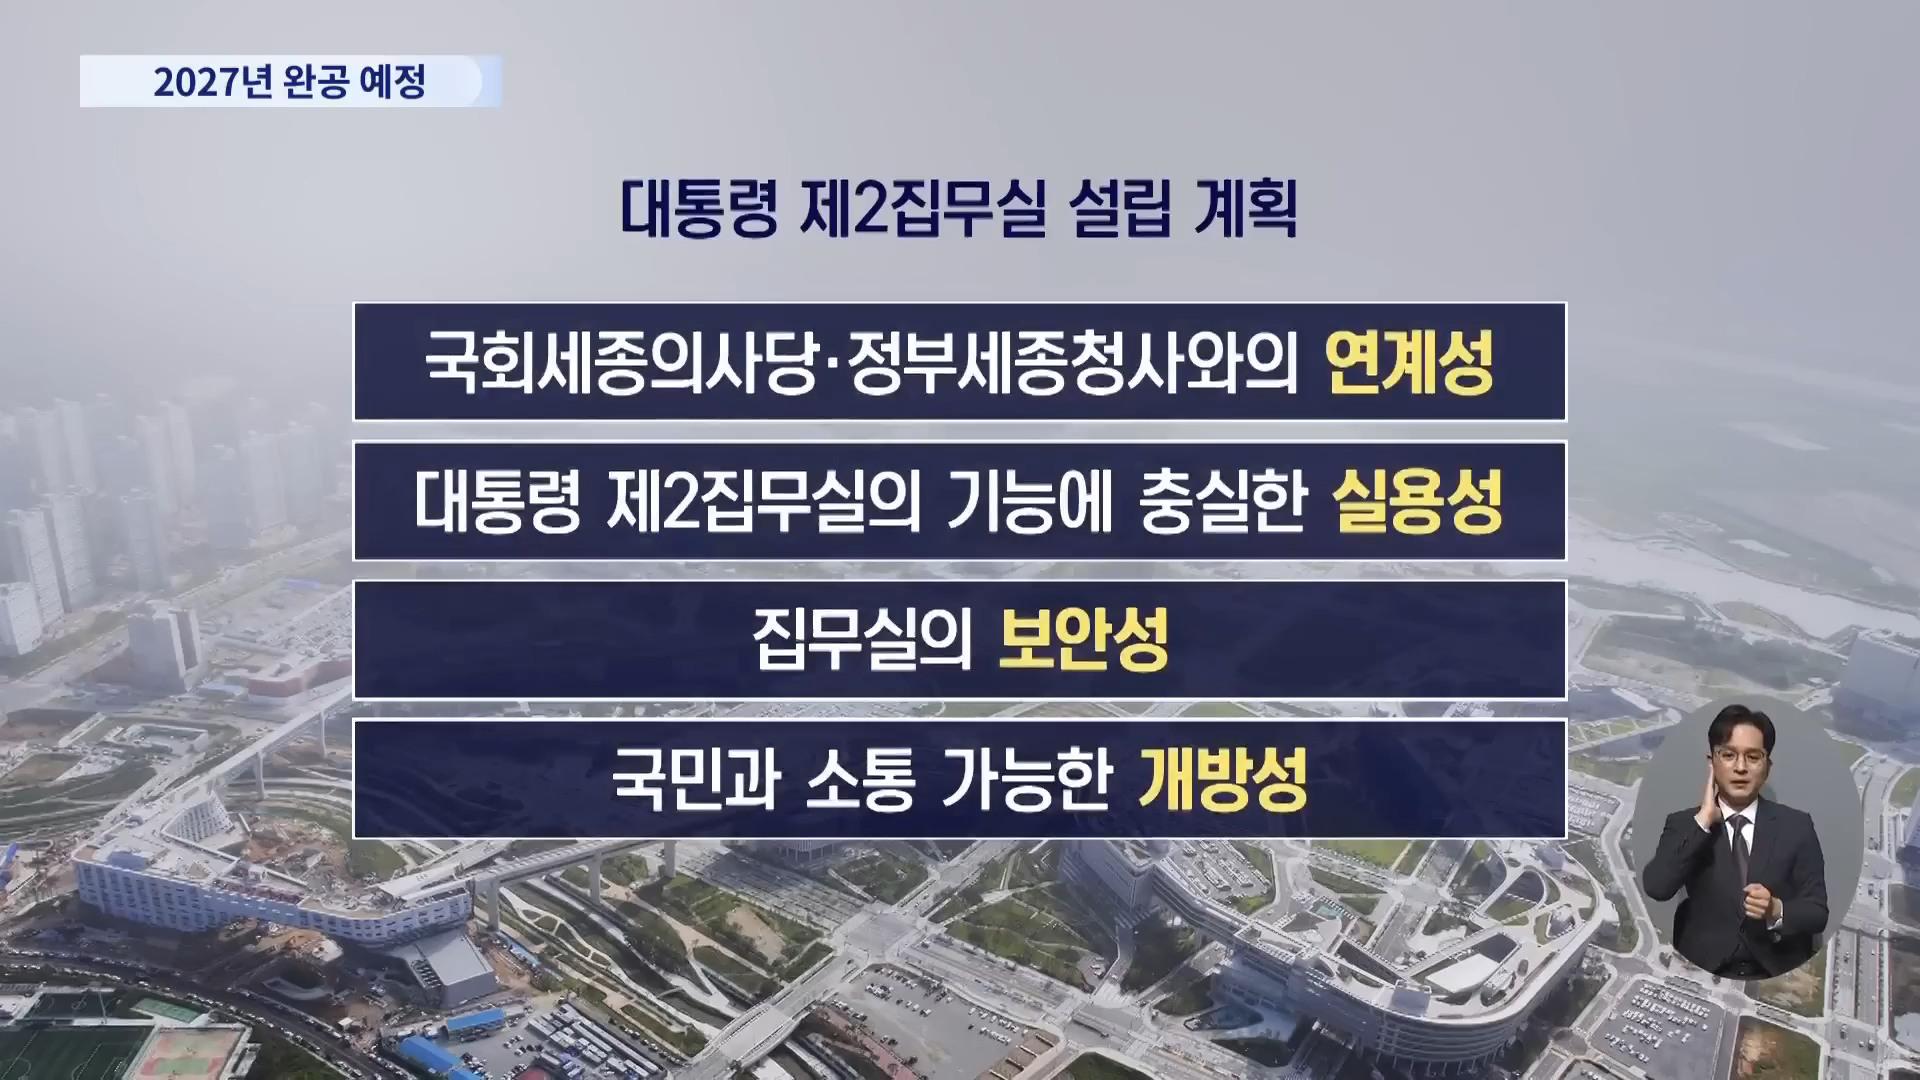 2027년 완공 예정
대통령 제2집무실 설립 계획
국회세종의사당·정부세종청사와의 연계성
대통령 제2집무실의 기능에 충실한 실용성
집무실의 보안성
국민과 소통 가능한 개방성